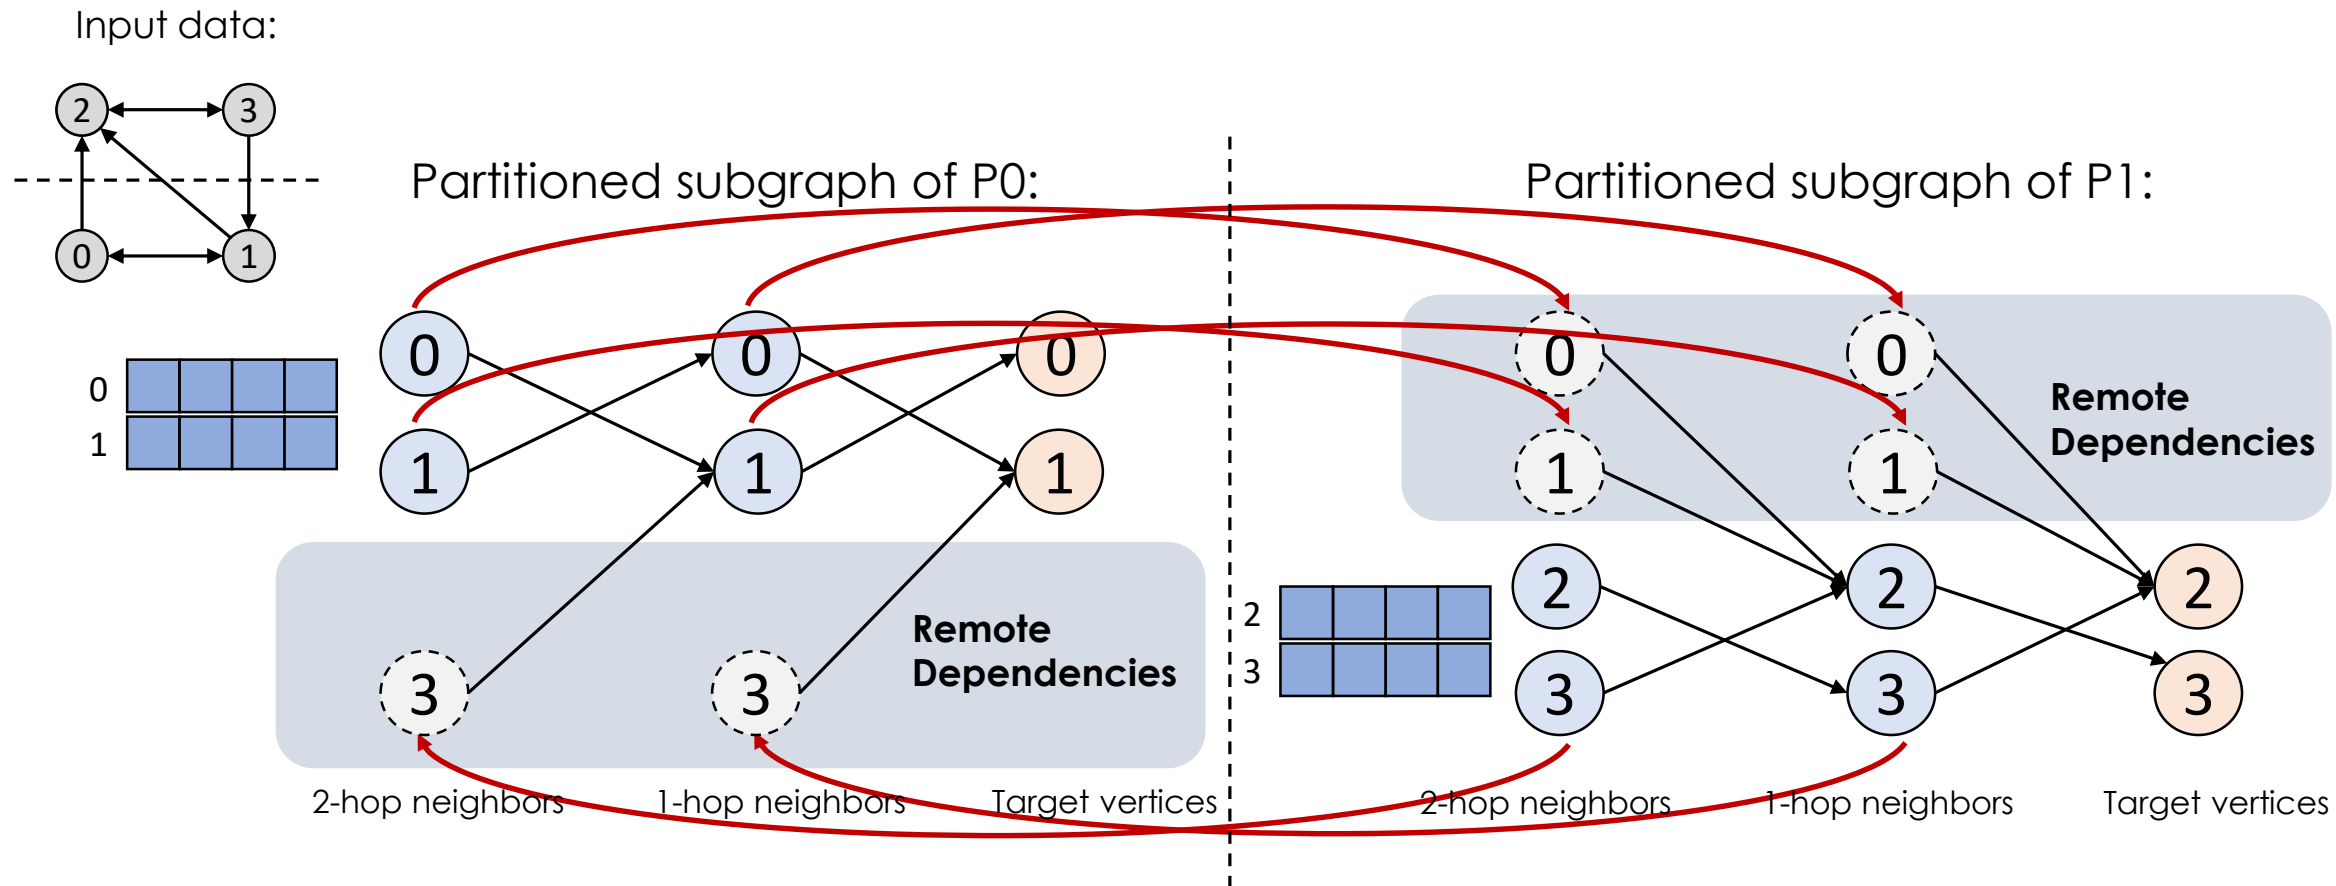 Input data:
2 3
0 1
Partitioned subgraph of P0:
0
1
0 0 0
1 1 1
3 3
Remote
Dependencies
2-hop neighbors 1-hop neighbors Target vertices
Partitioned subgraph of P1:
0 0
1 1
Remote
Dependencies
2
3
2 2 2
3 3 3
2-hop neighbors 1-hop neighbors Target vertices